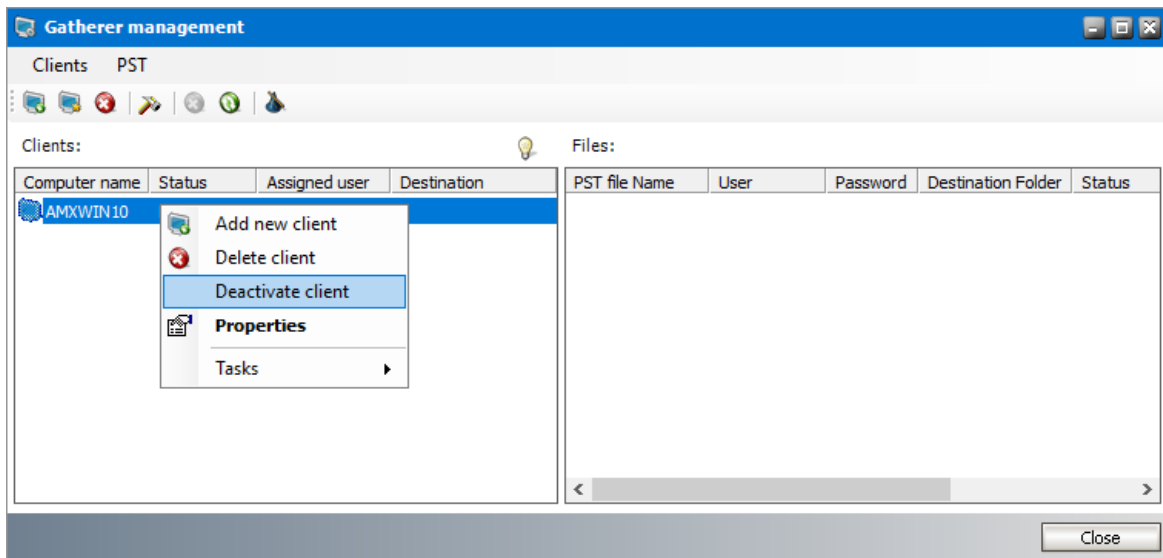 Gatherer management
Clients PST
Clients: Files:
Computer name Status Assigned user Destination PST file Name User Password Destination Folder Status
AMXWIN10
Add new client
Delete client
Deactivate client
Properties
Tasks
Close